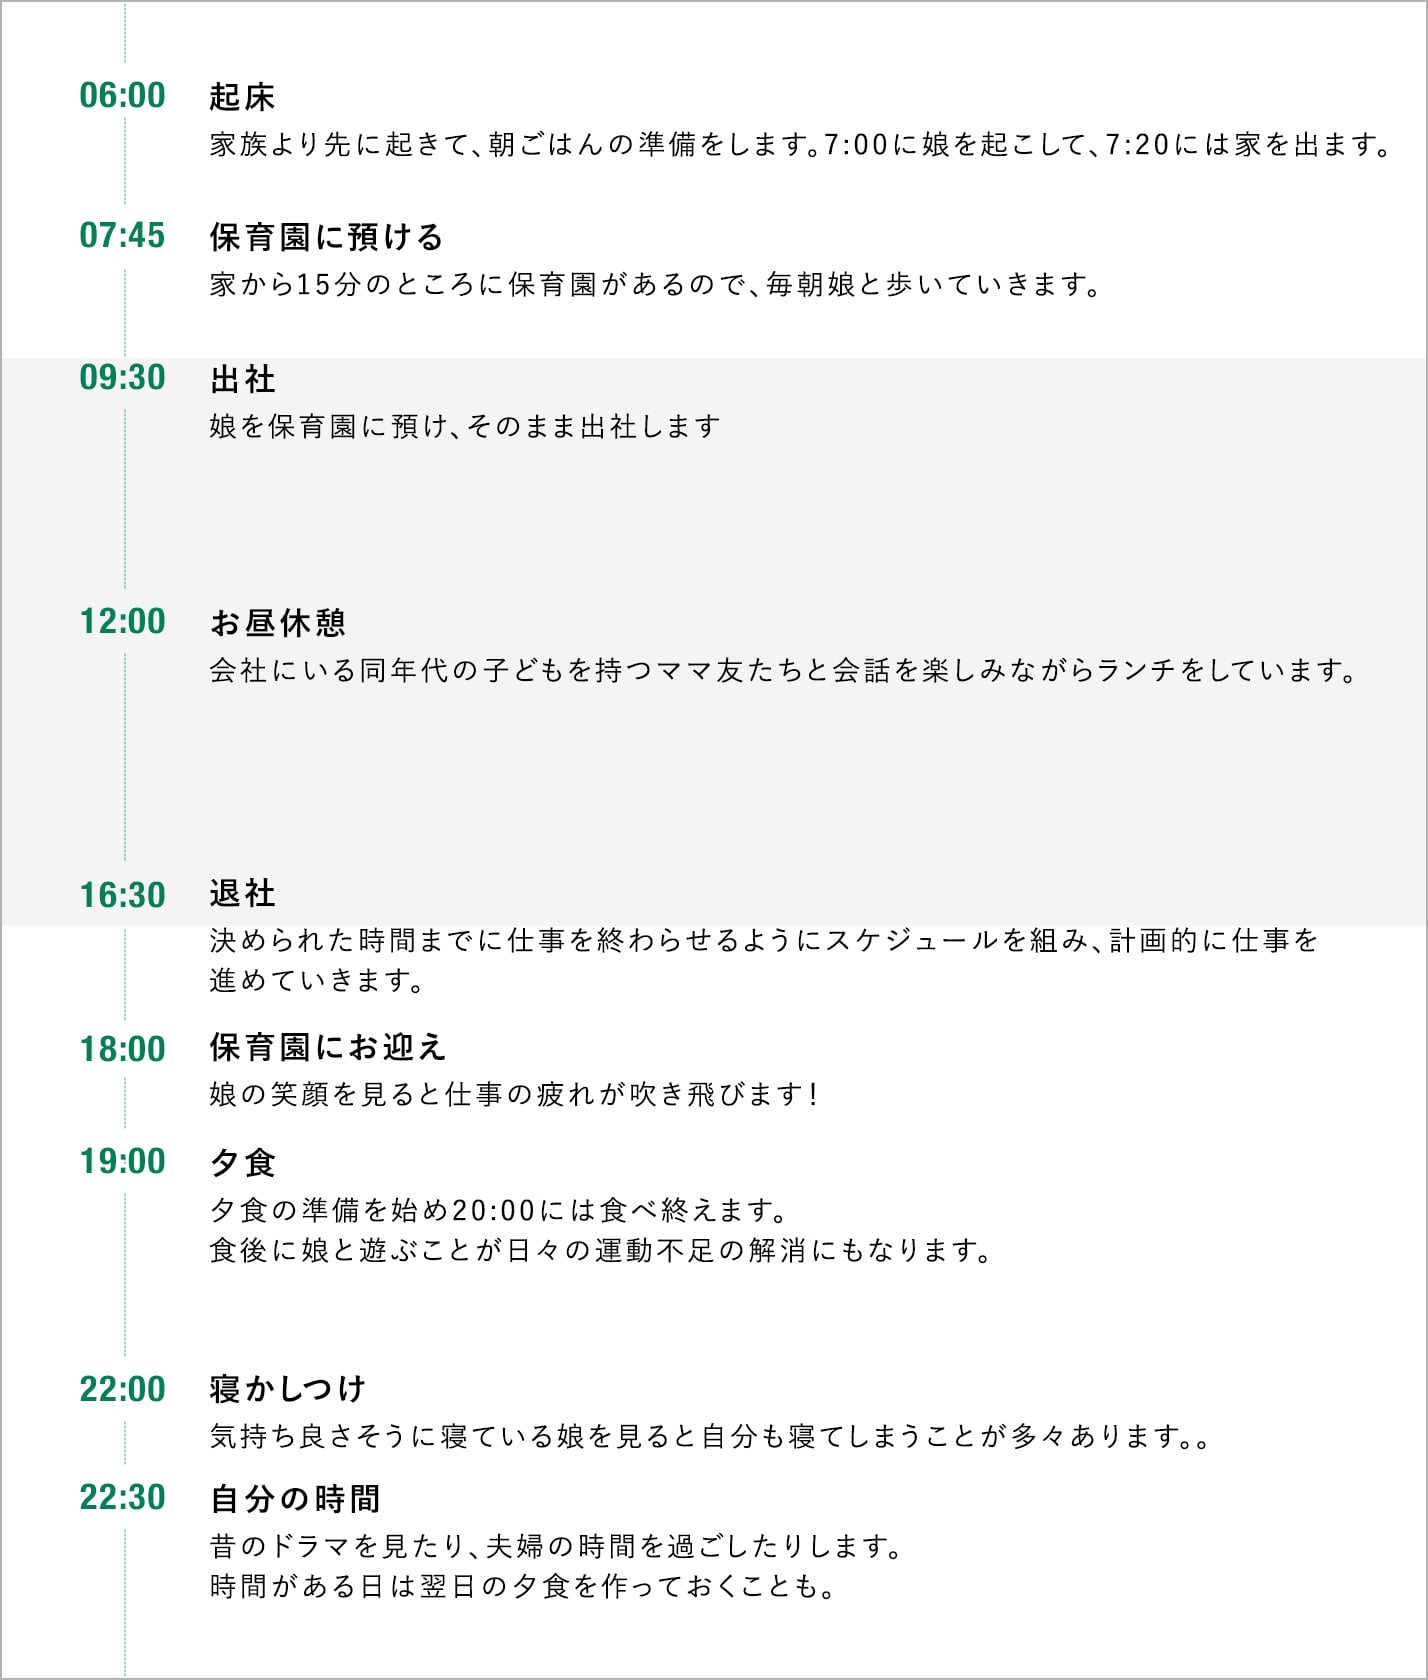 06:00 起床
家族より先に起きて、朝ごはんの準備をします。7:00に娘を起こして、7:20には家を出ます。
07:45 保育園に預ける
家から15分のところに保育園があるので、毎朝娘と歩いていきます。
09:30 出社
娘を保育園に預け、そのまま出社します
12:00 お昼休憩
会社にいる同年代の子どもを持つママ友たちと会話を楽しみながらランチをしています。
16:30 退社
決められた時間までに仕事を終わらせるようにスケジュールを組み、計画的に仕事を
進めていきます。
18:00 保育園にお迎え
娘の笑顔を見ると仕事の疲れが吹き飛びます！
19:00 夕食
夕食の準備を始め20:00には食べ終えます。
食後に娘と遊ぶことが日々の運動不足の解消にもなります。
22:00 寝かしつけ
気持ち良さそうに寝ている娘を見ると自分も寝てしまうことが多々あります。。
22:30 自分の時間
昔のドラマを見たり、夫婦の時間を過ごしたりします。
時間がある日は翌日の夕食を作っておくことも。